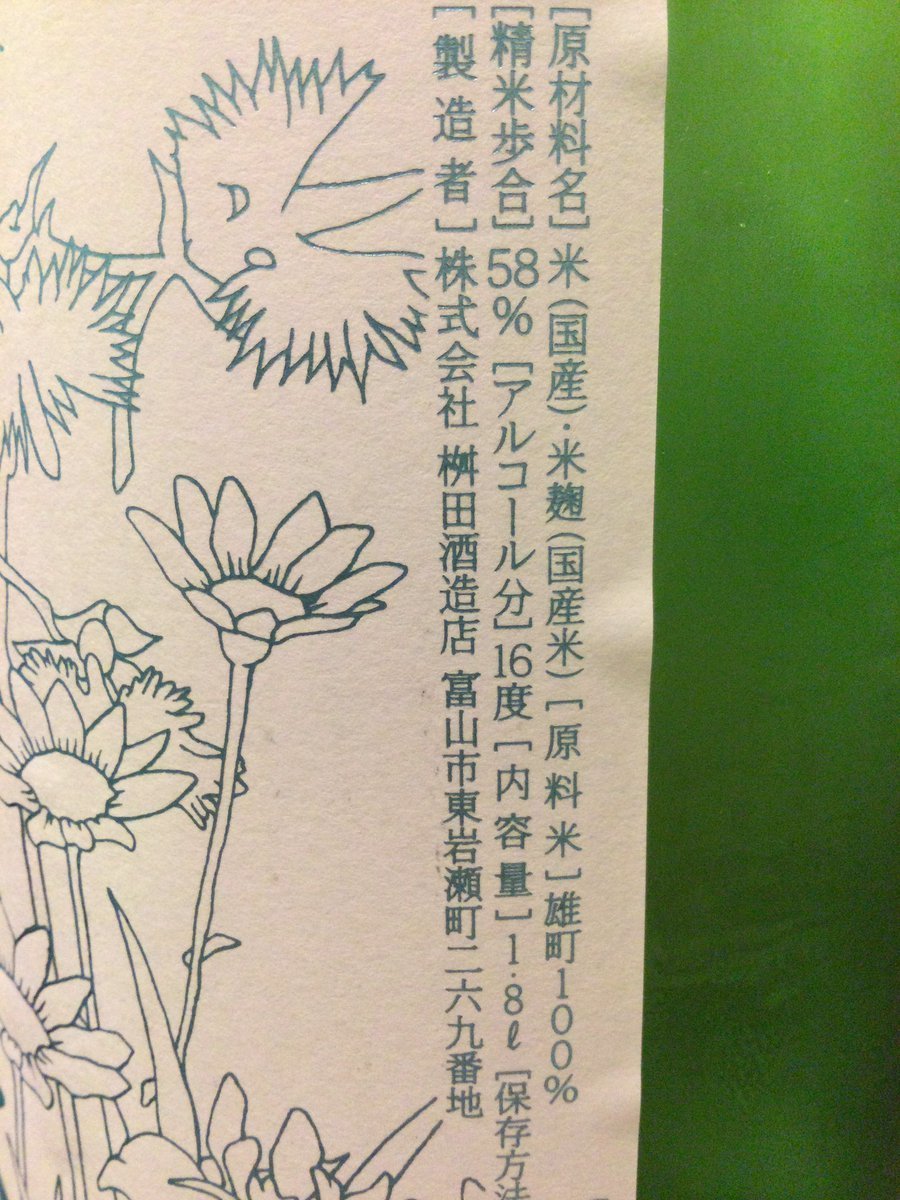 [原材料名]米(国産)・米麹(国産米)[原料米]雄町100%
[精米歩合]58%[アルコール分]16度[内容量]1.8ℓ[保存方法
[製造者]株式会社 桝田酒造店 富山市東岩瀬町二六九番地